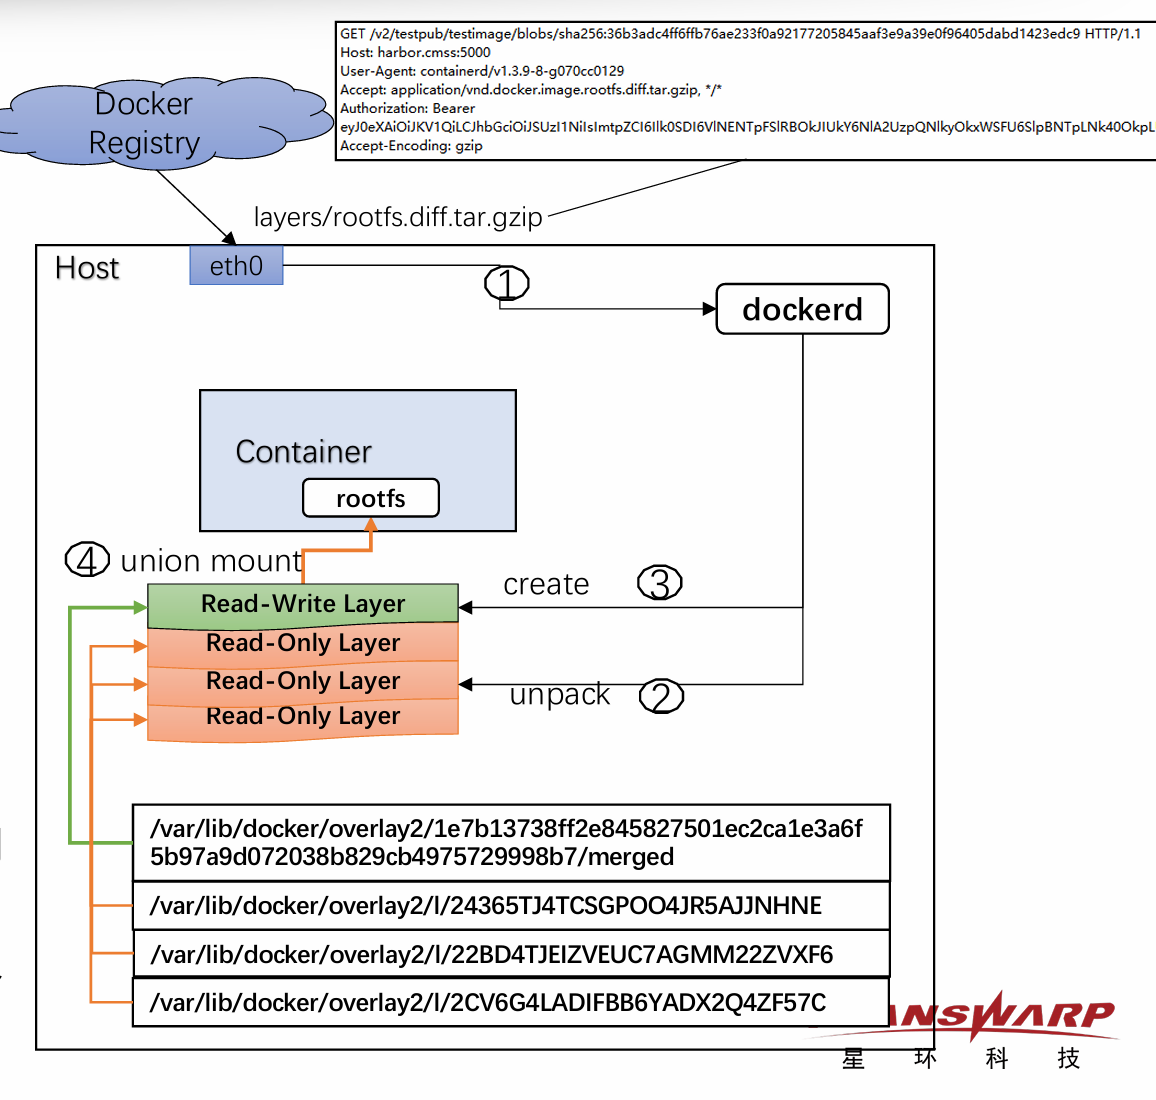 GET /v2/testpub/testimage/blobs/sha256:36b3adc4ff6ffb76ae233f0a92177205845aaf3e9a39e0f96405dabd1423edc9 HTTP/1.1
Host: harbor.cmss:5000
User-Agent: containerd/v1.3.9-8-g070cc0129
Accept: application/vnd.docker.image.rootfs.diff.tar.gzip, */*
Authorization: Bearer
Accept-Encoding: gzip
Docker
Registry
layers/rootfs.diff.tar.gzip
Host
eth0
①
dockerd
Container
rootfs
④ union mount
create ③
Read-Write Layer
Read-Only Layer
Read-Only Layer
unpack ②
Read-Only Layer
/var/lib/docker/overlay2/1e7b13738ff2e845827501ec2ca1e3a6f
5b97a9d072038b829cb4975729998b7/merged
/var/lib/docker/overlay2/l/24365TJ4TCSGPOO4JR5AJJNHNE
/var/lib/docker/overlay2/l/22BD4TJEIZVEUC7AGMM22ZVXF6
/var/lib/docker/overlay2/l/2CV6G4LADIFBB6YADX2Q4ZF57C
ANSWARP
星环科技